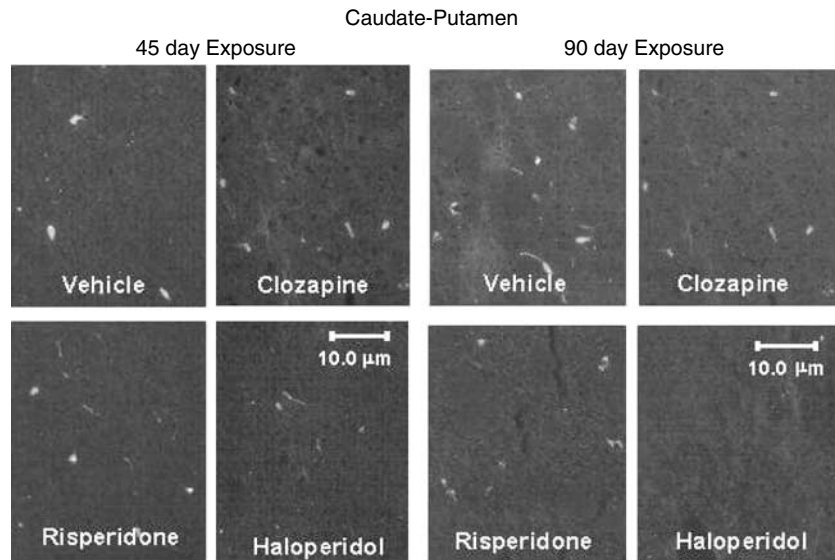 Caudate-Putamen
45 day Exposure
90 day Exposure
Vehicle
Clozapine
Vehicle
Clozapine
10.0 μm
10.0 μm
Risperidone
Haloperidol
Risperidone
Haloperidol